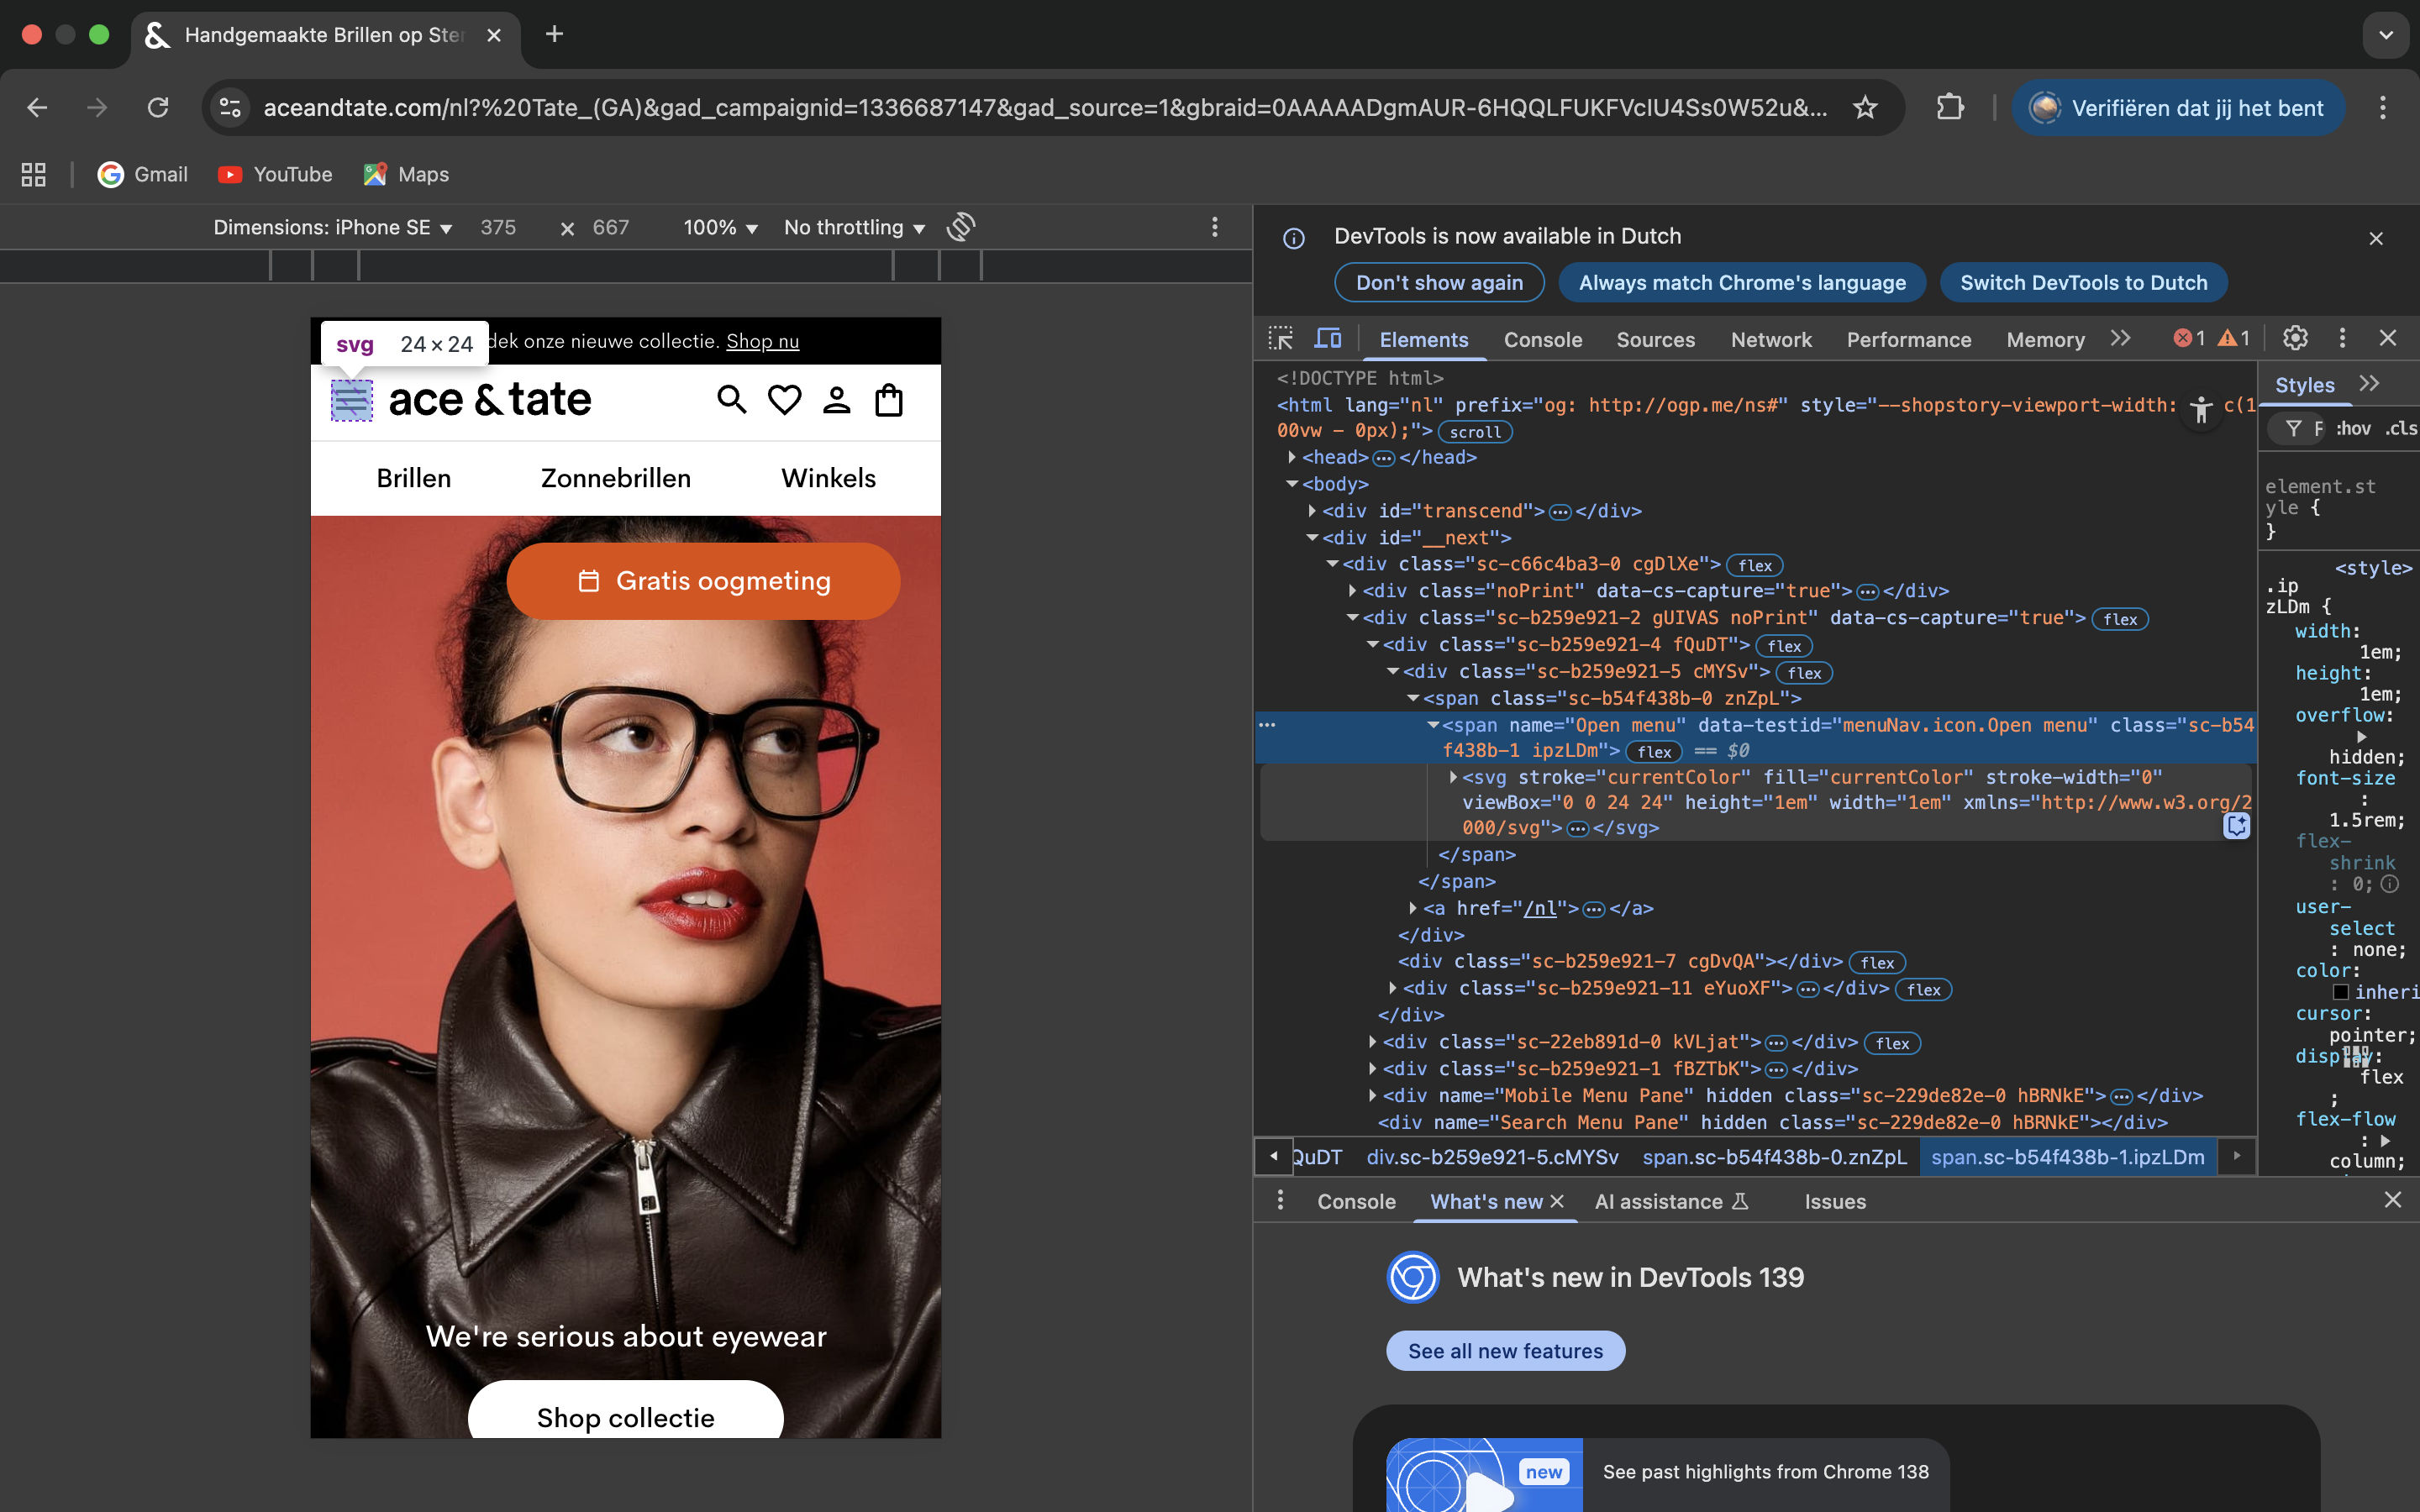 Handgemaakte Brillen op Ster
aceandtate.com/nl?%20Tate_(GA)&gad_campaignid=1336687147&gad_source=1&gbraid=0AAAAADgmAUR-6HQQLFUKFVcIU4Ss0W52u&...
Verifiëren dat jij het bent
Gmail
YouTube
Maps
Dimensions: iPhone SE
375
×
667
100%
No throttling
DevTools is now available in Dutch
Don't show again
Always match Chrome's language
Switch DevTools to Dutch
dek onze nieuwe collectie. Shop nu
svg 24 × 24
ace & tate
Brillen
Zonnebrillen
Winkels
Gratis oogmeting
We're serious about eyewear
Shop collectie
Elements
Console
Sources
Network
Performance
Memory
1
1
<!DOCTYPE html>
<html lang="nl" prefix="og: http://ogp.me/ns#" style="--shopstory-viewport-width: c(1
00vw – 0px);"> scroll
<head> … </head>
<body>
<div id="transcend"> … </div>
<div id="__next">
<div class="sc-c66c4ba3-0 cgDlXe"> flex
<div class="noPrint" data-cs-capture="true"> … </div>
<div class="sc-b259e921-2 gUIVAS noPrint" data-cs-capture="true"> flex
<div class="sc-b259e921-4 fQuDT"> flex
<div class="sc-b259e921-5 cMYSv"> flex
<span class="sc-b54f438b-0 znZpL">
<span name="Open menu" data-testid="menuNav.icon.Open menu" class="sc-b54
f438b-1 ipzLDm"> flex == $0
<svg stroke="currentColor" fill="currentColor" stroke-width="0"
viewBox="0 0 24 24" height="1em" width="1em" xmlns="http://www.w3.org/2
000/svg"> … </svg>
</span>
</span>
<a href="/nl"> … </a>
</div>
<div class="sc-b259e921-7 cgDvQA"></div> flex
<div class="sc-b259e921-11 eYuoXF"> … </div> flex
</div>
<div class="sc-22eb891d-0 kVLjat"> … </div> flex
<div class="sc-b259e921-1 fBZTbK"> … </div>
<div name="Mobile Menu Pane" hidden class="sc-229de82e-0 hBRNkE"> … </div>
<div name="Search Menu Pane" hidden class="sc-229de82e-0 hBRNkE"></div>
QuDT
div.sc-b259e921-5.cMYSv
span.sc-b54f438b-0.znZpL
span.sc-b54f438b-1.ipzLDm
Styles
F
:hov
.cls
element.st
yle {
}
<style>
.ip
zLDm {
width:
1em;
height:
1em;
overflow:
hidden;
font-size
:
1.5rem;
flex-
shrink
: 0;
user-
select
: none;
color:
inheri
cursor:
pointer;
display:
flex
;
flex-flow
:
column;
Console
What's new
AI assistance
Issues
What's new in DevTools 139
See all new features
new
See past highlights from Chrome 138